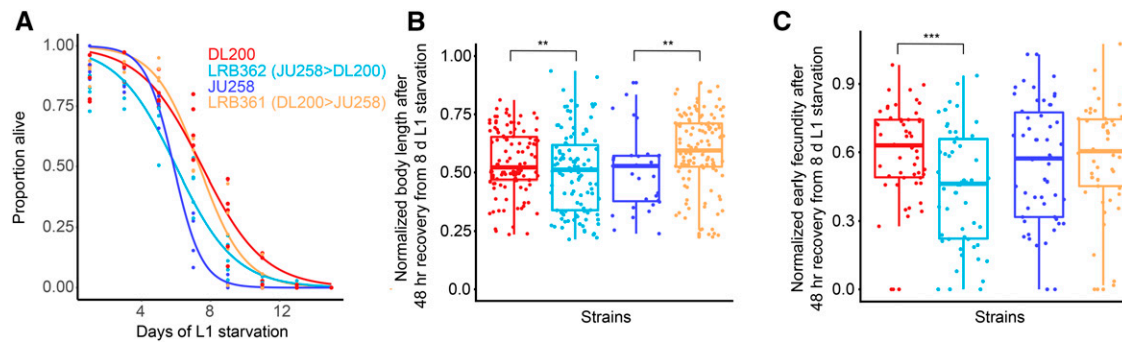 A
Proportion alive
1.00
0.75
0.50
0.25
0.00
4
8
12
Days of L1 starvation
DL200
LRB362 (JU258>DL200)
JU258
LRB361 (DL200>JU258)
B
Normalized body length after
48 hr recovery from 8 d L1 starvation
1.00
0.75
0.50
0.25
0.0
**
**
Strains
C
Normalized early fecundity after
48 hr recovery from 8 d L1 starvation
0.9
0.6
0.3
0.0
***
Strains